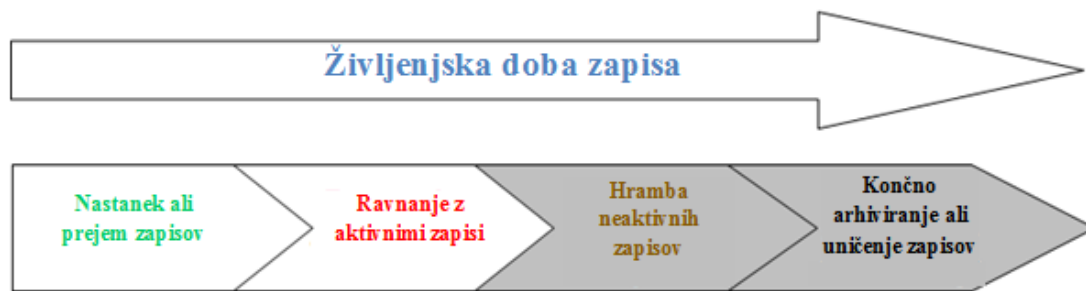 Življenjska doba zapisa
Nastanek ali
prejem zapisov
Ravnanje z
aktivnimi zapisi
Hramba
neaktivnih
zapisov
Končno
arhiviranje ali
uničenje zapisov